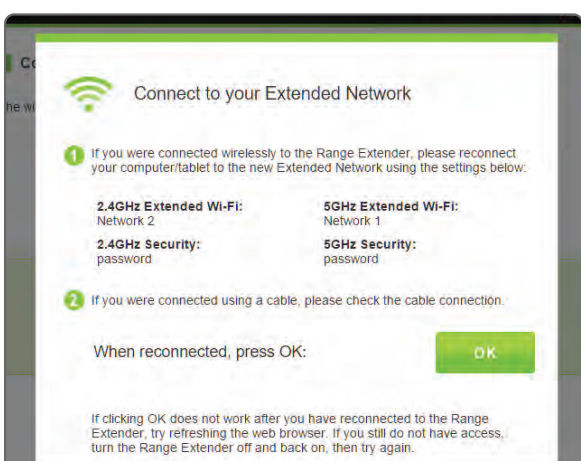 Co
he wi
Connect to your Extended Network
1 If you were connected wirelessly to the Range Extender, please reconnect
your computer/tablet to the new Extended Network using the settings below:
2.4GHz Extended Wi-Fi: 5GHz Extended Wi-Fi:
Network 2 Network 1
2.4GHz Security: 5GHz Security:
password password
2 If you were connected using a cable, please check the cable connection.
When reconnected, press OK: OK
If clicking OK does not work after you have reconnected to the Range
Extender, try refreshing the web browser. If you still do not have access,
turn the Range Extender off and back on, then try again.